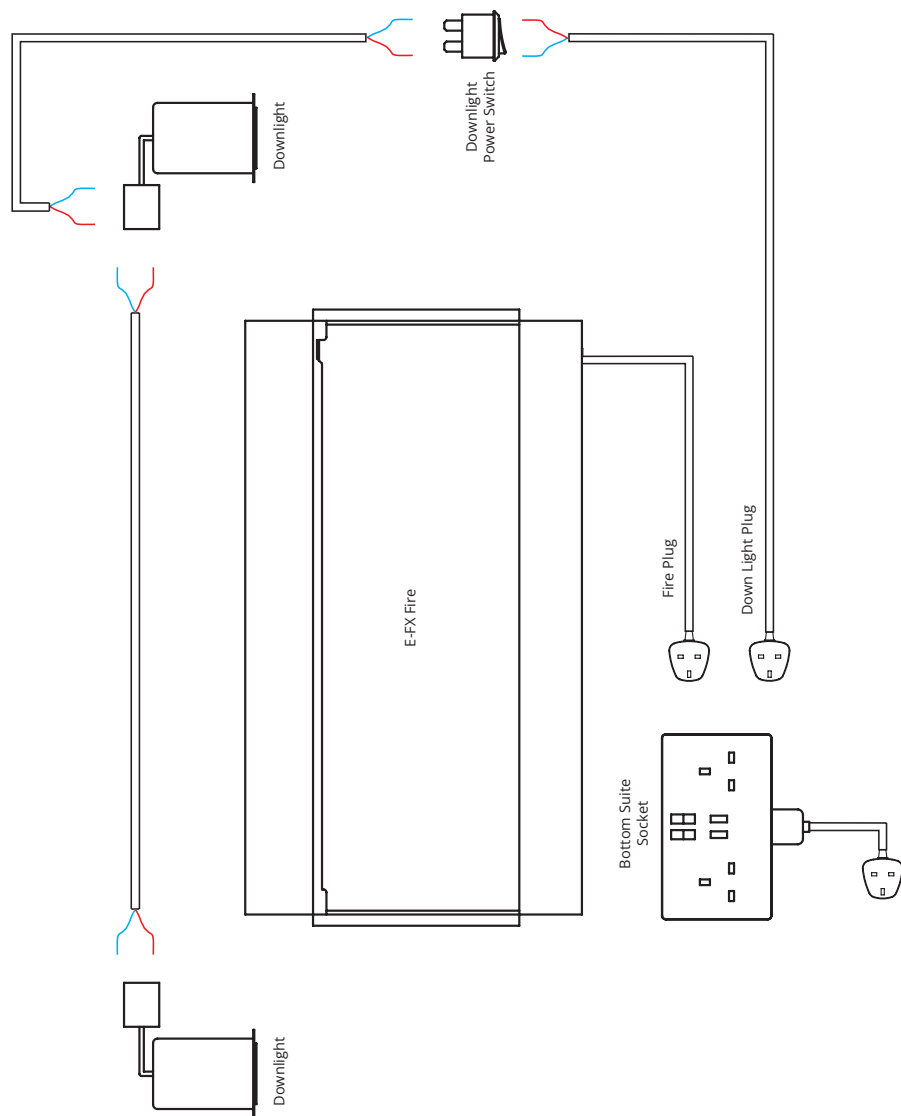 Downlight
Downlight
Power Switch
E-FX Fire
Fire Plug
Down Light Plug
Bottom Suite
Socket
Downlight